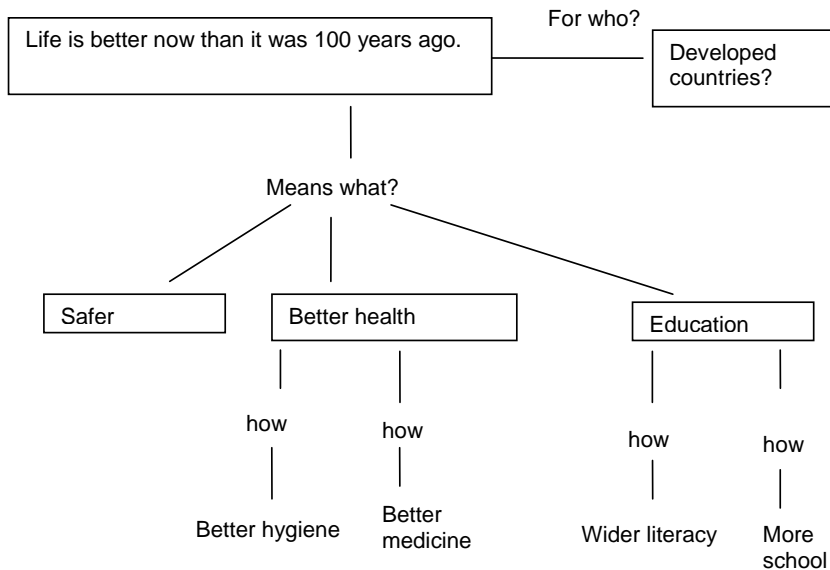 For who?
Life is better now than it was 100 years ago.
Developed
countries?
Means what?
Safer
Better health
Education
how
how
how
how
Better hygiene
Better
medicine
Wider literacy
More
school